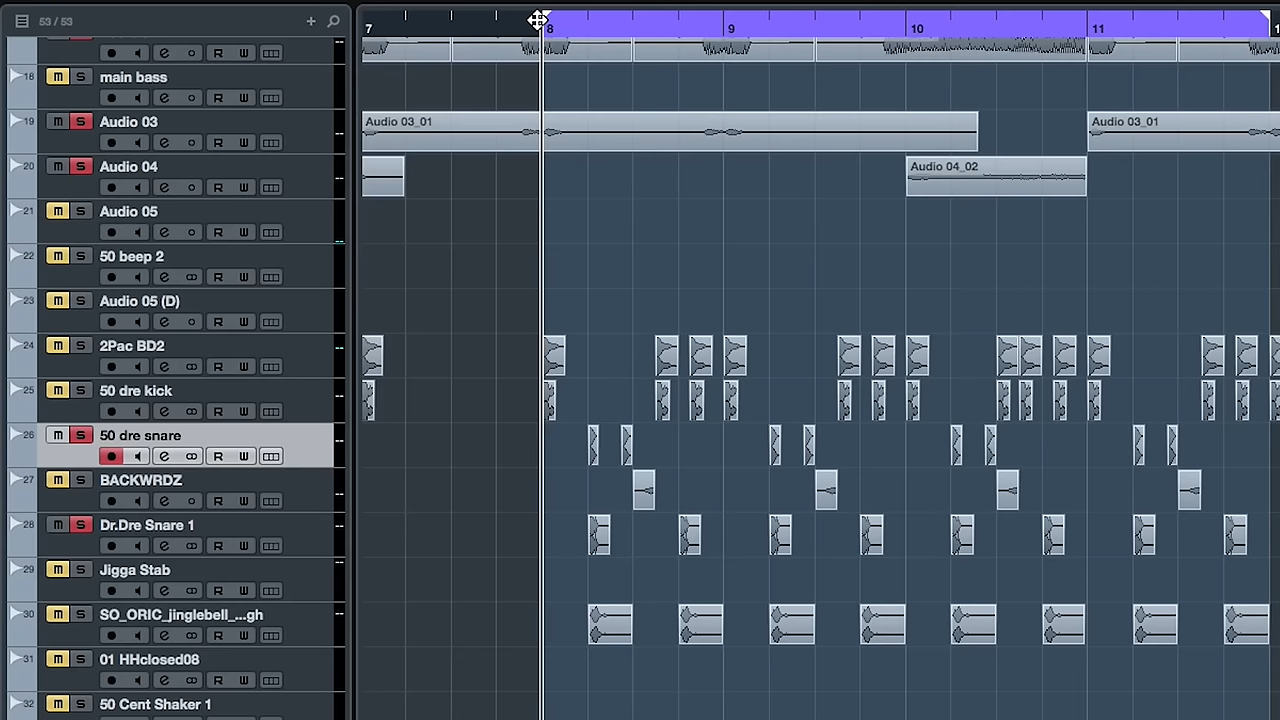 53 / 53
7 8 9 10 11
18 m S main bass
R W
19 m S Audio 03
R W
Audio 03_01
Audio 03_01
20 m S Audio 04
R W
Audio 04_02
21 m S Audio 05
R W
22 m S 50 beep 2
R W
23 m S Audio 05 (D)
R W
24 m S 2Pac BD2
R W
25 m S 50 dre kick
R W
26 m S 50 dre snare
R W
27 m S BACKWRDZ
R W
28 m S Dr.Dre Snare 1
R W
29 m S Jigga Stab
R W
30 m S SO_ORIC_jinglebell_...gh
R W
31 m S 01 HHclosed08
R W
32 m S 50 Cent Shaker 1